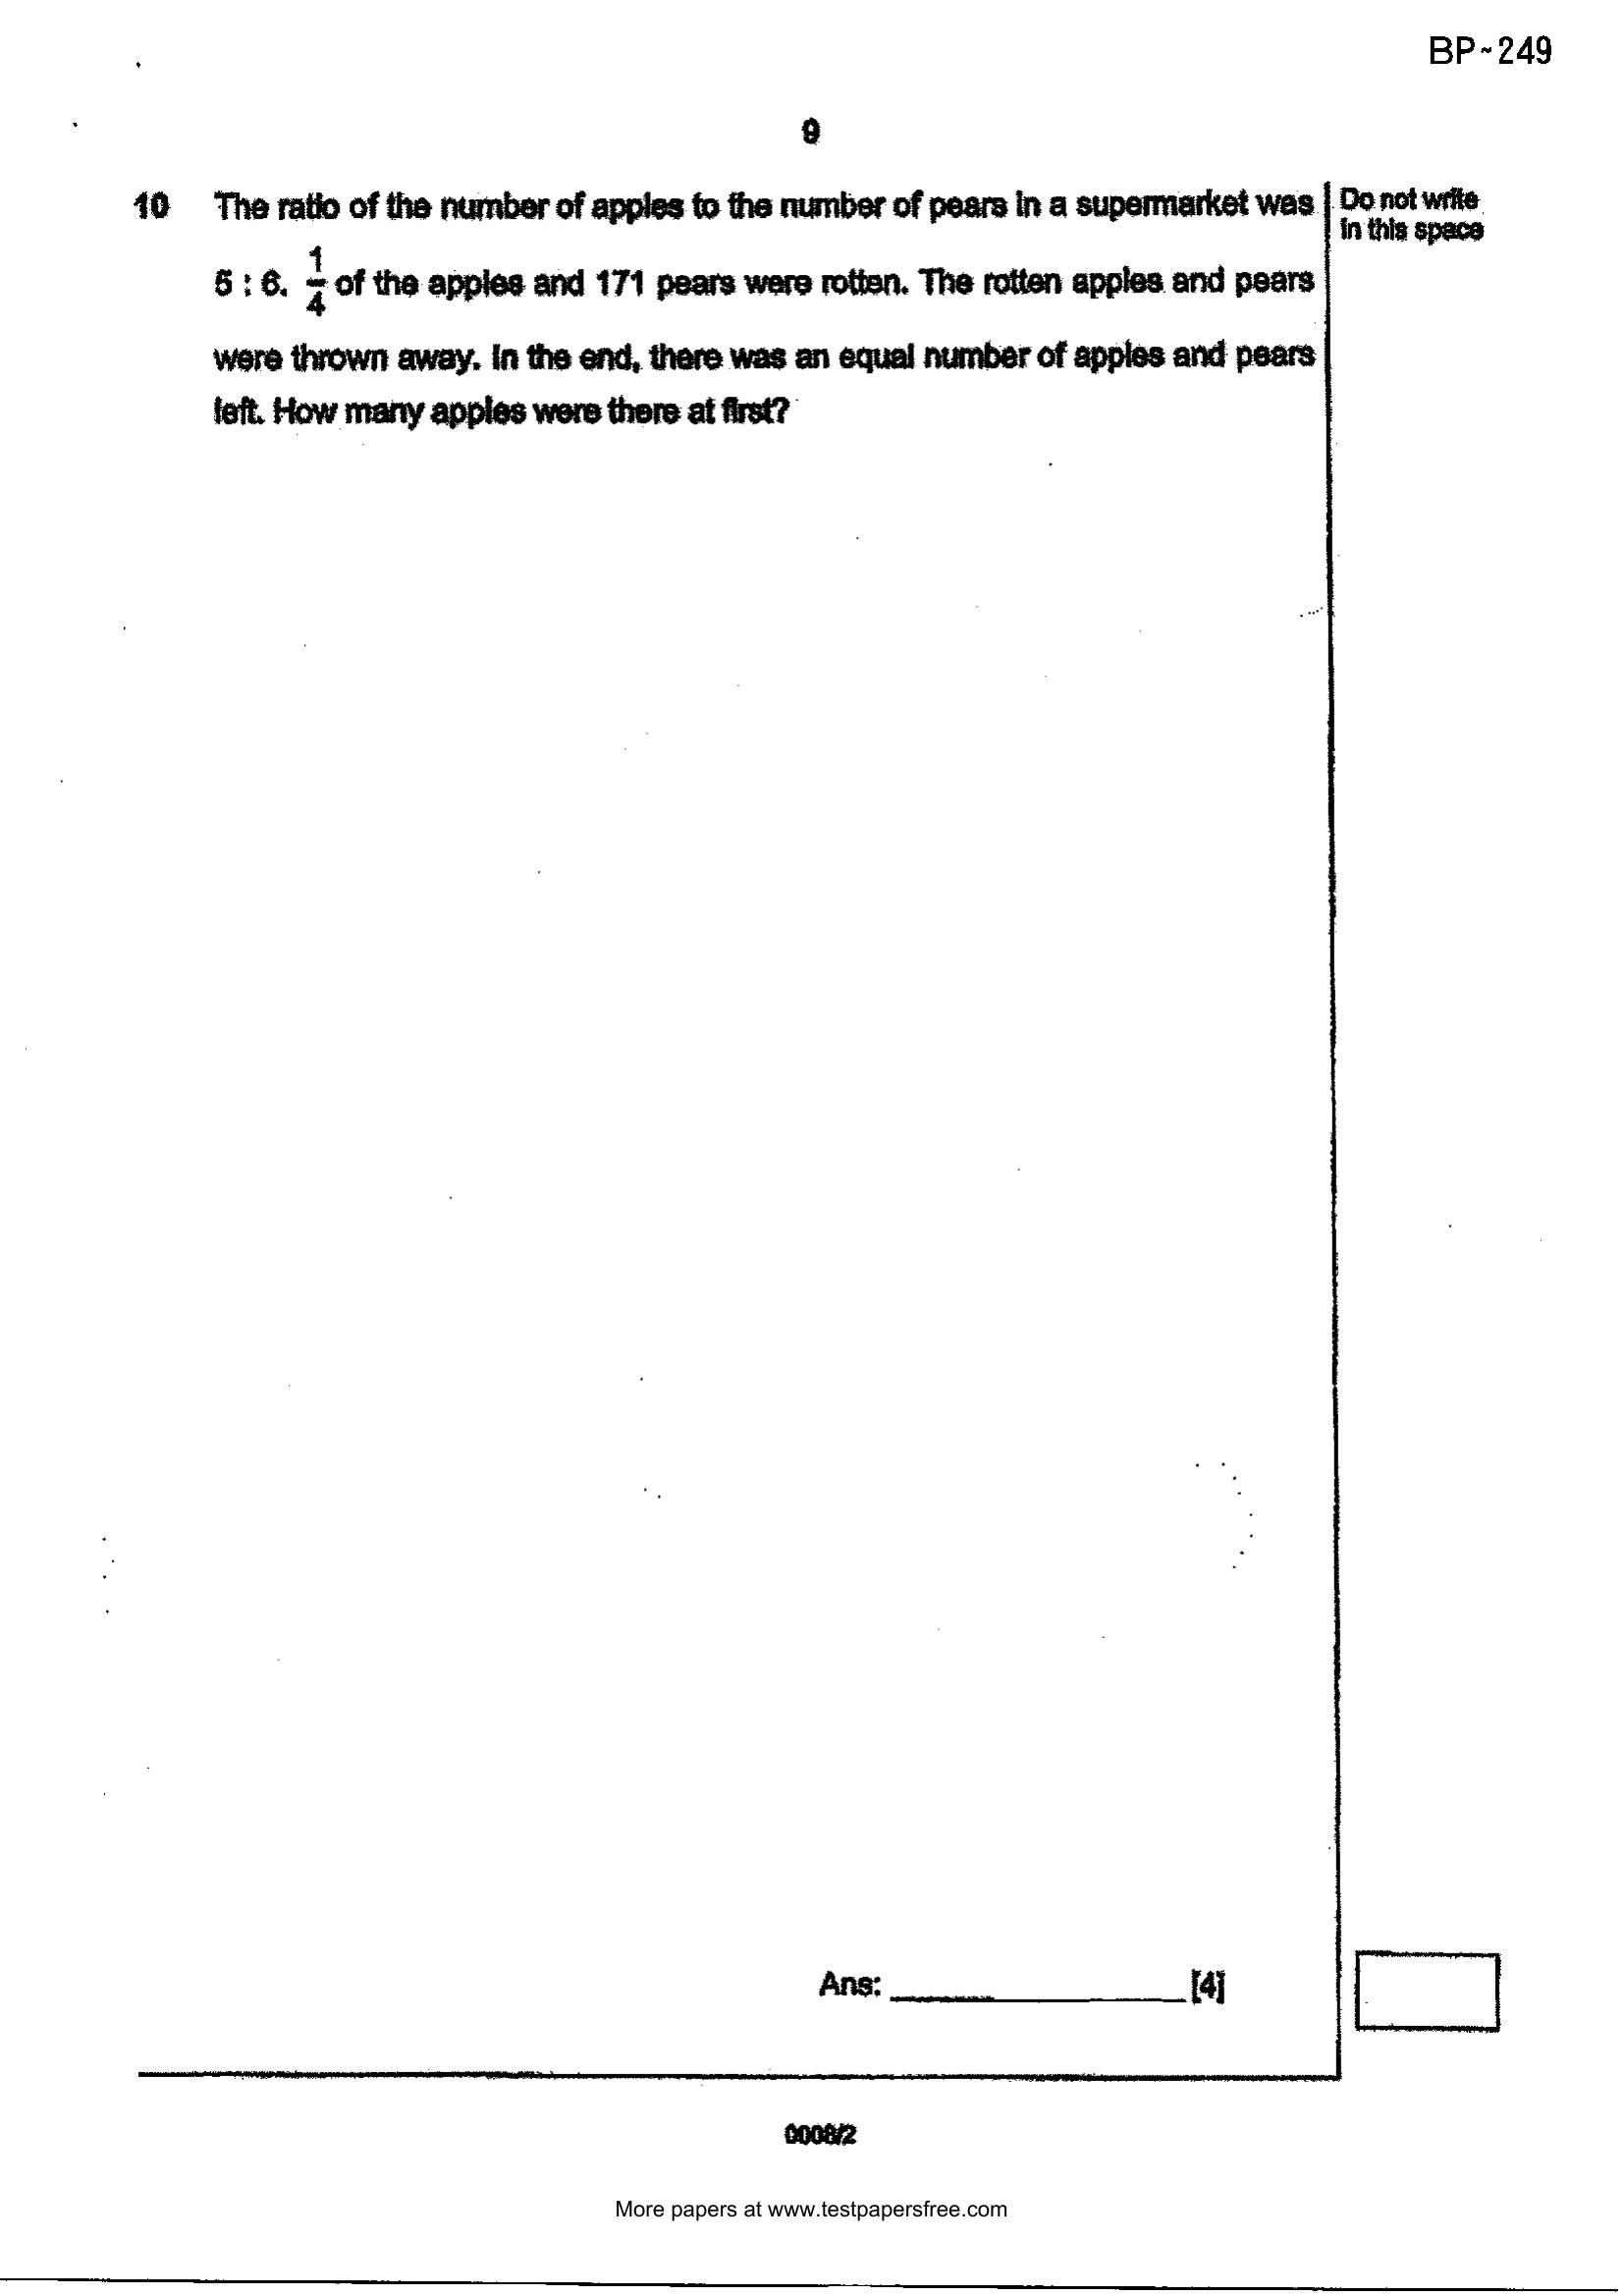 BP-249
9
10 The ratio of the number of apples to the number of pears in a supermarket was
Do not write
in this space
5 : 6. 1/4 of the apples and 171 pears were rotten. The rotten apples and pears
were thrown away. In the end, there was an equal number of apples and pears
left. How many apples were there at first?
Ans: ____________________ [4]
0008/2
More papers at www.testpapersfree.com